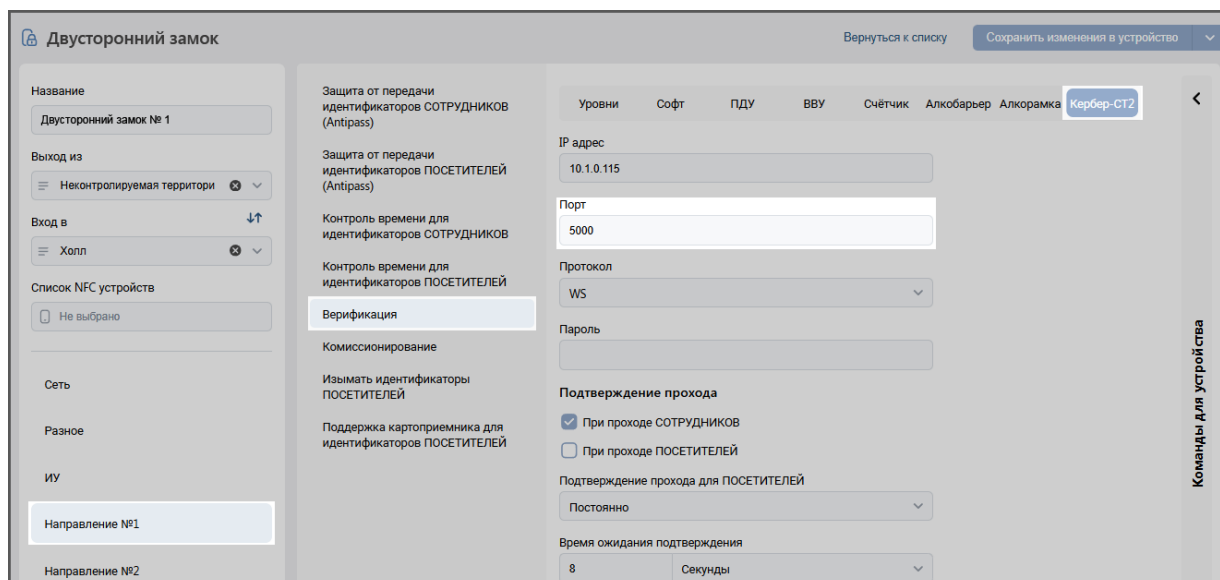 Двусторонний замок
Вернуться к списку
Сохранить изменения в устройство
Название
Двусторонний замок № 1
Выход из
Неконтролируемая территори
Вход в
Холл
Список NFC устройств
Не выбрано
Сеть
Разное
ИУ
Направление №1
Направление №2
Защита от передачи
идентификаторов СОТРУДНИКОВ
(Antipass)
Защита от передачи
идентификаторов ПОСЕТИТЕЛЕЙ
(Antipass)
Контроль времени для
идентификаторов СОТРУДНИКОВ
Контроль времени для
идентификаторов ПОСЕТИТЕЛЕЙ
Верификация
Комиссионирование
Изымать идентификаторы
ПОСЕТИТЕЛЕЙ
Поддержка картоприемника для
идентификаторов ПОСЕТИТЕЛЕЙ
Уровни Софт ПДУ ВВУ Счётчик Алкобарьер Алкорамка Кербер-СТ2
IP адрес
10.1.0.115
Порт
5000
Протокол
WS
Пароль
Подтверждение прохода
При проходе СОТРУДНИКОВ
При проходе ПОСЕТИТЕЛЕЙ
Подтверждение прохода для ПОСЕТИТЕЛЕЙ
Постоянно
Время ожидания подтверждения
8 Секунды
Команды для устройства